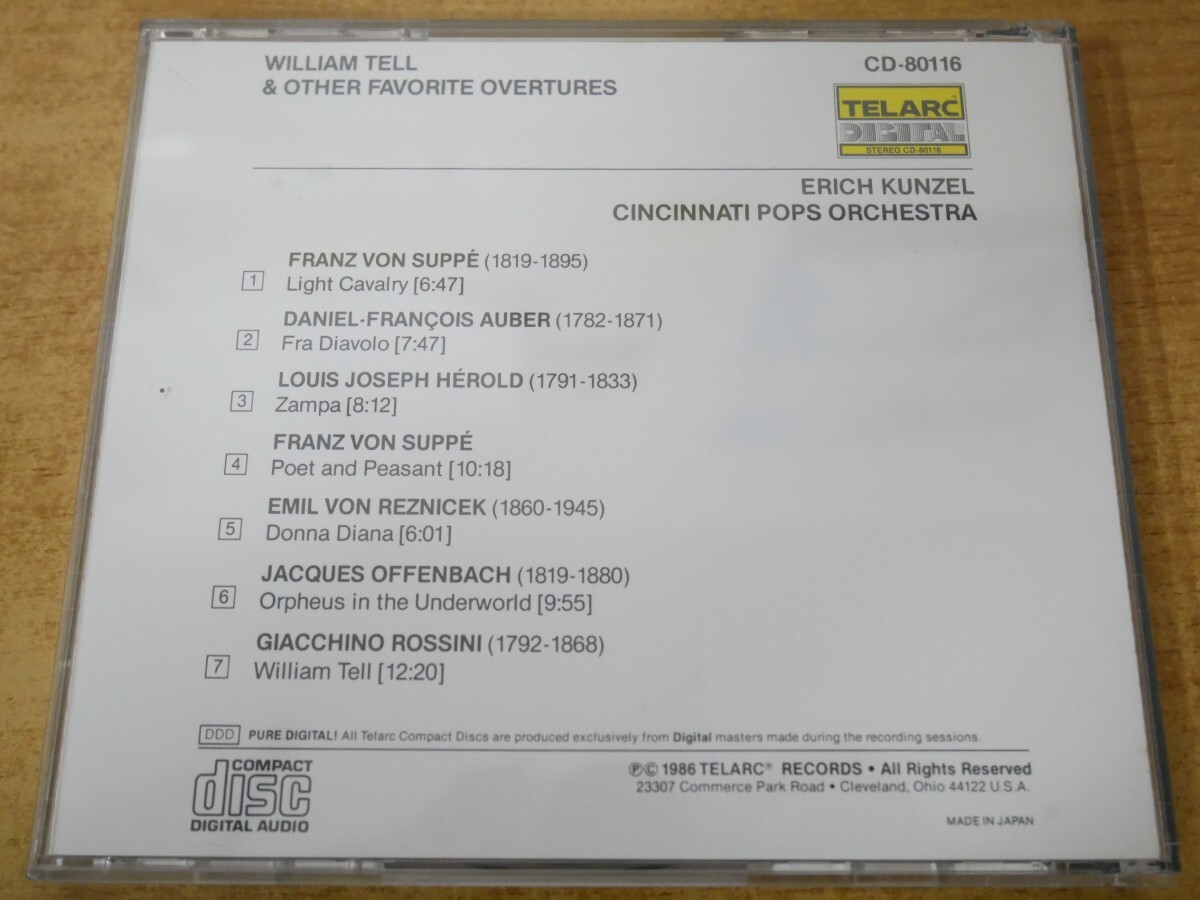 WILLIAM TELL
& OTHER FAVORITE OVERTURES
CD-80116
TELARC®
DIGITAL
STEREO CD-80116
ERICH KUNZEL
CINCINNATI POPS ORCHESTRA
FRANZ VON SUPPÉ (1819-1895)
1 Light Cavalry [6:47]
DANIEL-FRANÇOIS AUBER (1782-1871)
2 Fra Diavolo [7:47]
LOUIS JOSEPH HÉROLD (1791-1833)
3 Zampa [8:12]
FRANZ VON SUPPÉ
4 Poet and Peasant [10:18]
EMIL VON REZNICEK (1860-1945)
5 Donna Diana [6:01]
JACQUES OFFENBACH (1819-1880)
6 Orpheus in the Underworld [9:55]
GIACCHINO ROSSINI (1792-1868)
7 William Tell [12:20]
DDD PURE DIGITAL! All Telarc Compact Discs are produced exclusively from Digital masters made during the recording sessions.
COMPACT
disc
DIGITAL AUDIO
℗© 1986 TELARC® RECORDS • All Rights Reserved
23307 Commerce Park Road • Cleveland, Ohio 44122 U.S.A.
MADE IN JAPAN